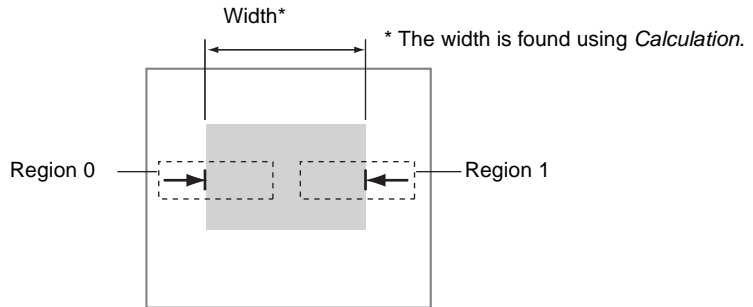 Width*
* The width is found using Calculation.
Region 0
Region 1